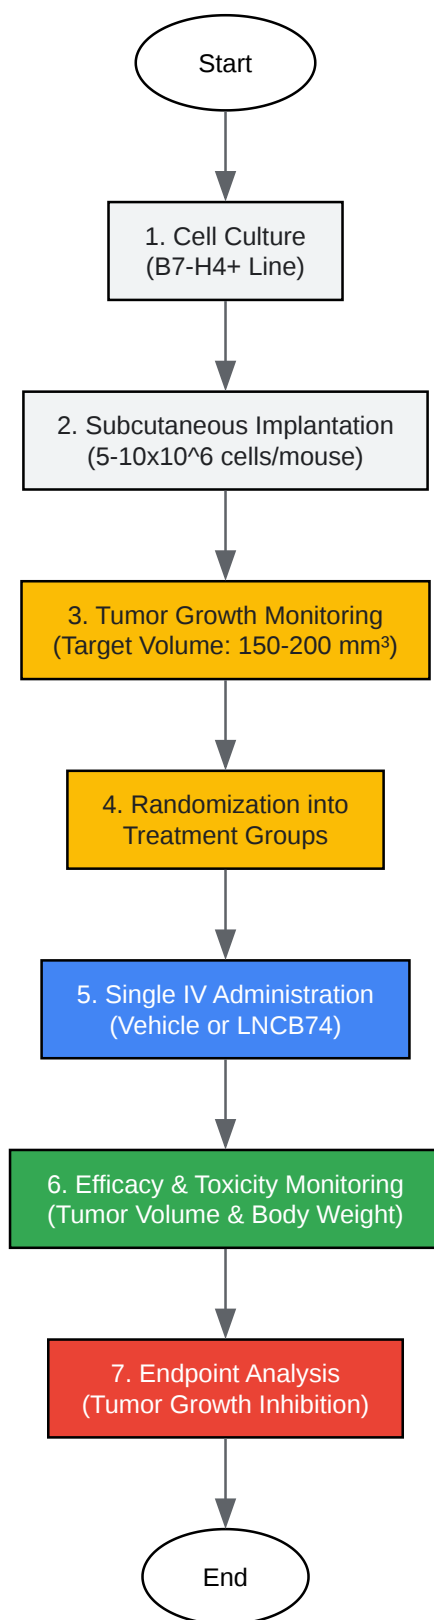 Start
1. Cell Culture
(B7-H4+ Line)
2. Subcutaneous Implantation
(5-10x10^6 cells/mouse)
3. Tumor Growth Monitoring
(Target Volume: 150-200 mm³)
4. Randomization into
Treatment Groups
5. Single IV Administration
(Vehicle or LNCB74)
6. Efficacy & Toxicity Monitoring
(Tumor Volume & Body Weight)
7. Endpoint Analysis
(Tumor Growth Inhibition)
End